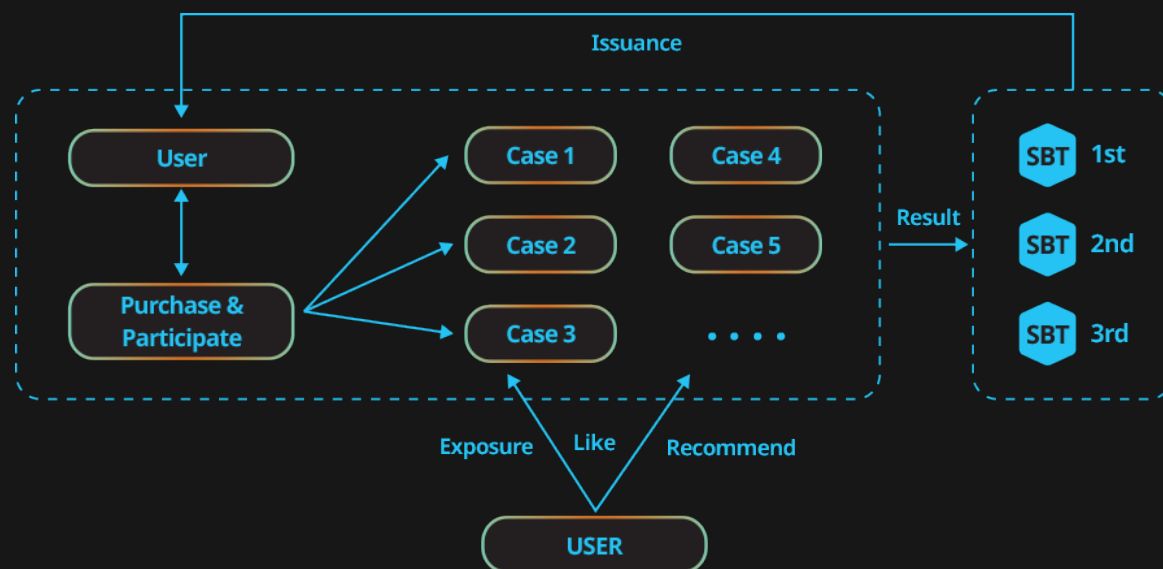 Issuance
User
Case 1
Case 4
SBT 1st
Result
Case 2
Case 5
SBT 2nd
Purchase &
Participate
Case 3
SBT 3rd
Exposure
Like
Recommend
USER